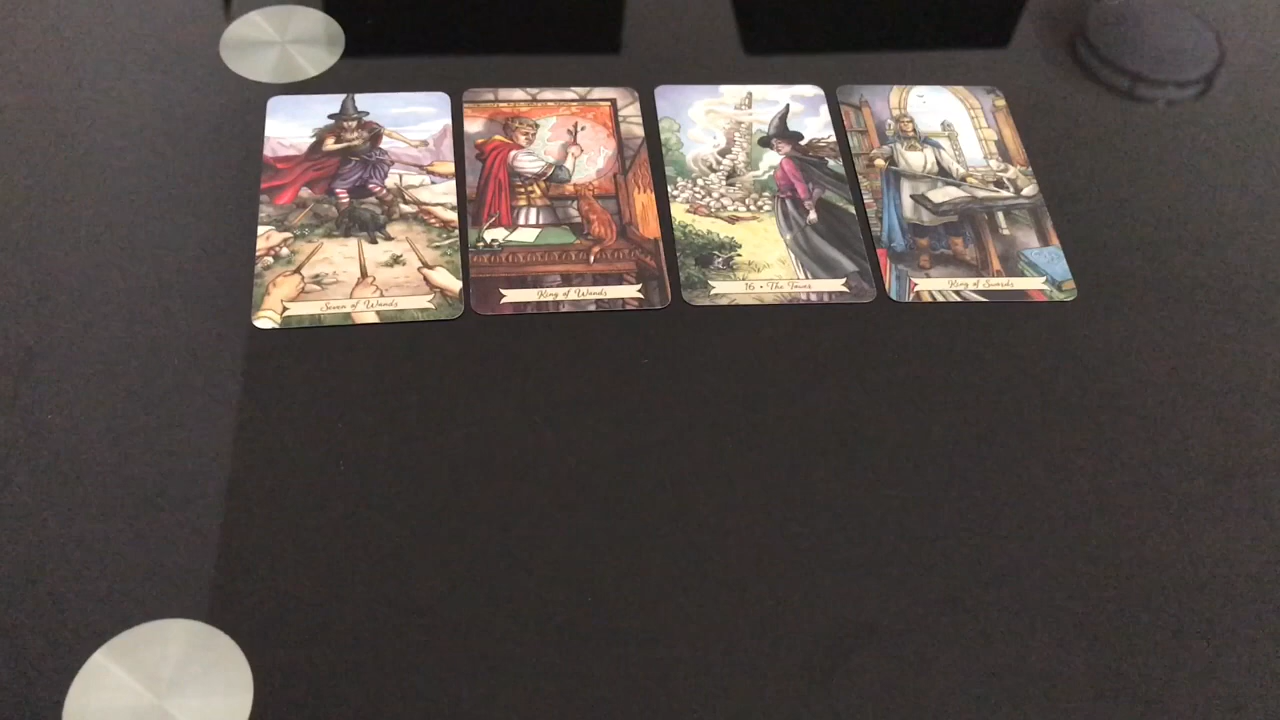 Seven of Wands
King of Wands
16 • The Tower
King of Swords